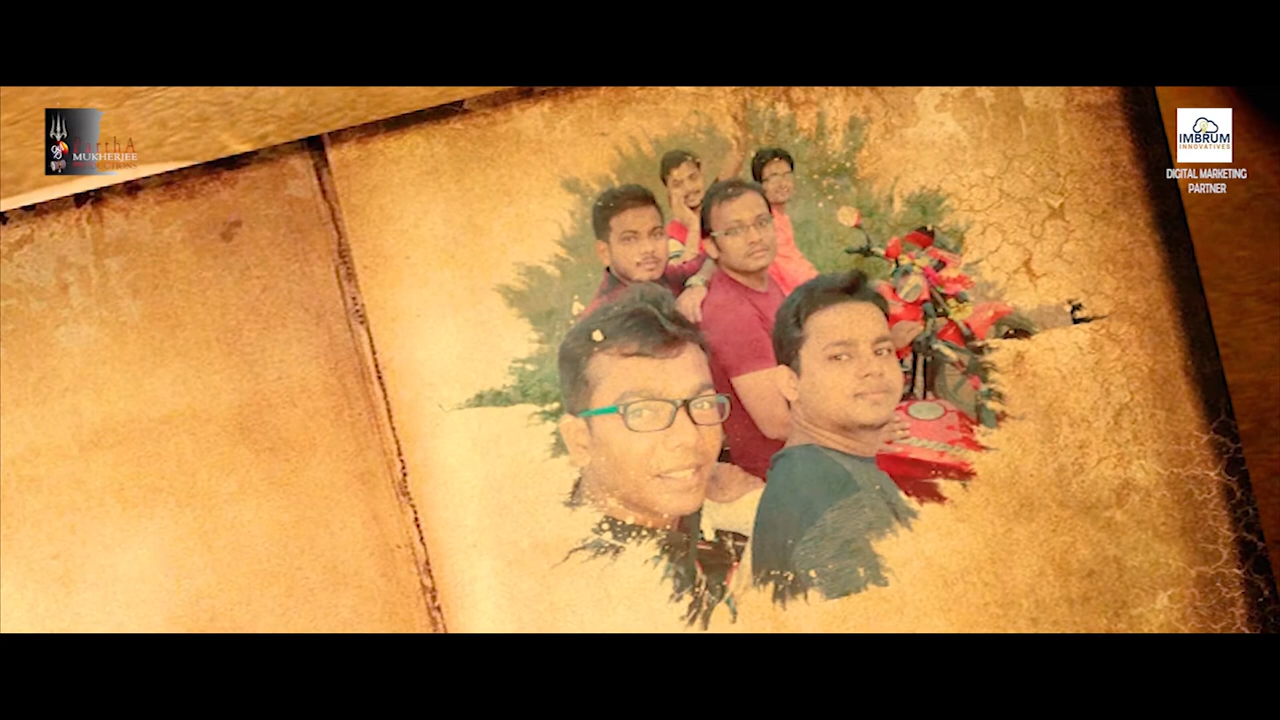 ParthA
MUKHERJEE
IMBRUM
INNOVATIVES
DIGITAL MARKETING
PARTNER